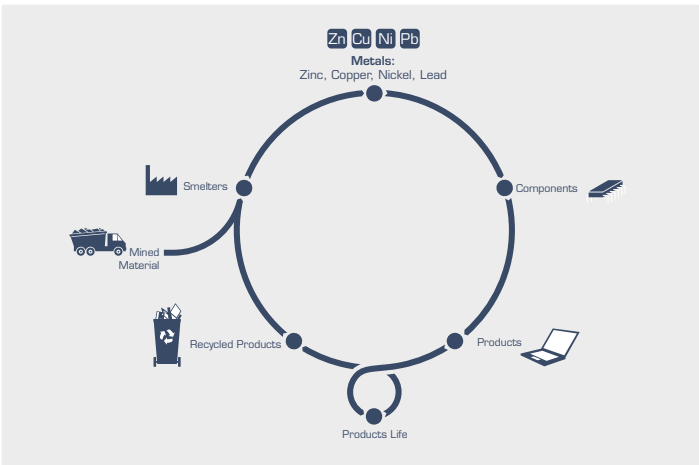 Zn Cu Ni Pb
Metals:
Zinc, Copper, Nickel, Lead
Smelters
Components
Mined
Material
Recycled Products
Products
Products Life